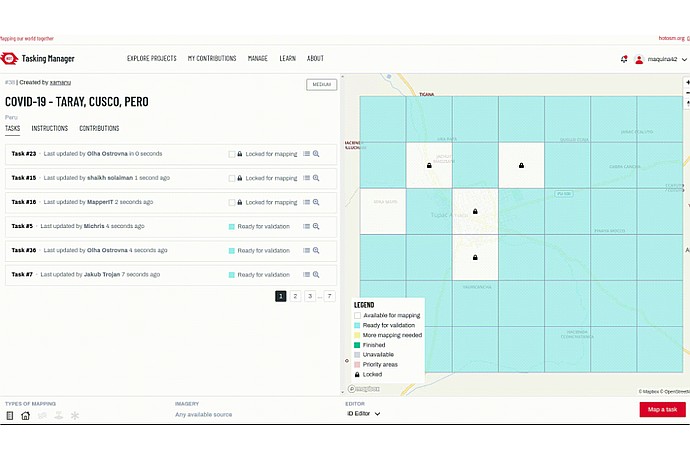 Mapping our world together
hotosm.org
HOT Tasking Manager
EXPLORE PROJECTS MY CONTRIBUTIONS MANAGE LEARN ABOUT
maquina42
#39 | Created by xamanu
MEDIUM
COVID-19 - TARAY, CUSCO, PERO
Peru
TASKS INSTRUCTIONS CONTRIBUTIONS
Task #23 · Last updated by Olha Ostrovna in 0 seconds Locked for mapping
Task #15 · Last updated by shaikh solaiman 1 second ago Locked for mapping
Task #16 · Last updated by MapperIT 2 seconds ago Locked for mapping
Task #5 · Last updated by Michris 4 seconds ago Ready for validation
Task #36 · Last updated by Olha Ostrovna 4 seconds ago Ready for validation
Task #7 · Last updated by Jakub Trojan 7 seconds ago Ready for validation
1 2 3 ... 7
TIOANA
LEGEND
Available for mapping
Ready for validation
More mapping needed
Finished
Unavailable
Priority areas
Locked
mapbox
© Mapbox © OpenStreetM
TYPES OF MAPPING
IMAGERY
Any available source
EDITOR
iD Editor
Map a task